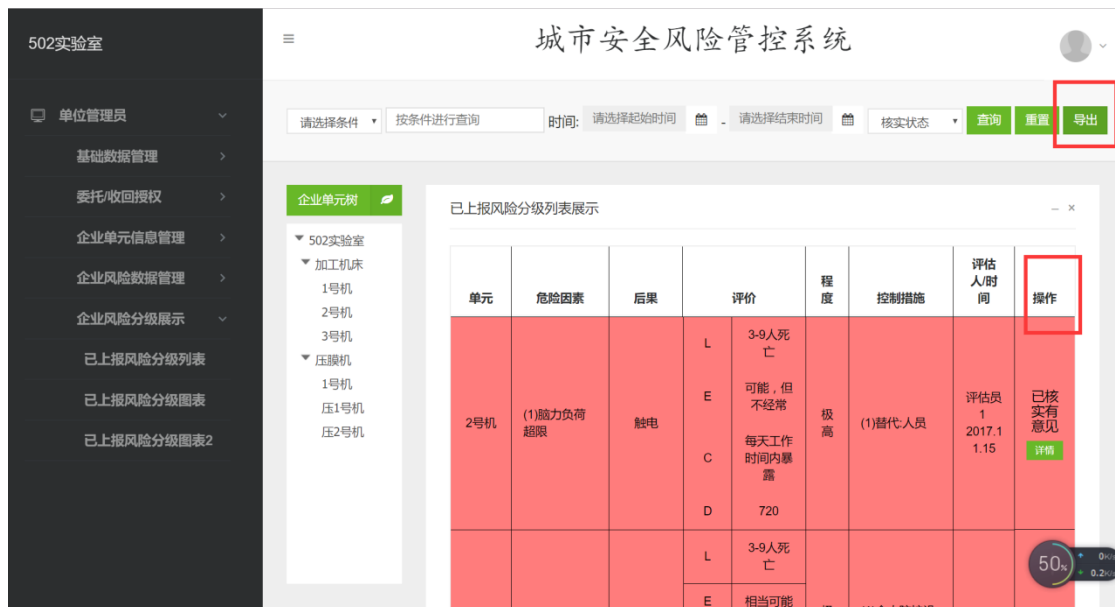 502实验室
城市安全风险管控系统
单位管理员
基础数据管理
委托/收回授权
企业单元信息管理
企业风险数据管理
企业风险分级展示
已上报风险分级列表
已上报风险分级图表
已上报风险分级图表2
请选择条件 按条件进行查询 时间: 请选择起始时间 - 请选择结束时间 核实状态 查询 重置 导出
企业单元树
502实验室
加工机床
1号机
2号机
3号机
压膜机
1号机
压1号机
压2号机
已上报风险分级列表展示
单元 危险因素 后果 评价 程度 控制措施 评估人/时间 操作
2号机 (1)脑力负荷超限 触电
L 3-9人死亡
E 可能，但不经常
C 每天工作时间内暴露
D 720
极高 (1)替代:人员
评估员
1
2017.1
1.15
已核实有意见
详情
L 3-9人死亡
E 相当可能
50%
0K/s
0.2K/s